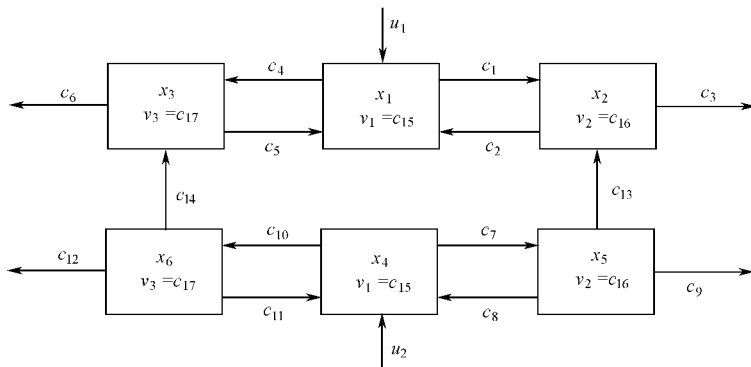 u₁
c₄
c₁
x₃
v₃ = c₁₇
x₁
v₁ = c₁₅
x₂
v₂ = c₁₆
c₆
c₃
c₅
c₂
c₁₄
c₁₃
c₁₀
c₇
c₁₂
x₆
v₃ = c₁₇
x₄
v₁ = c₁₅
x₅
v₂ = c₁₆
c₉
c₁₁
c₈
u₂